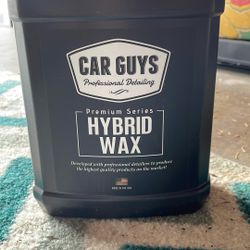 CAR GUYS
Professional Detailing
Premium Series
HYBRID
WAX
Developed with professional detailers to produce
the highest quality products on the market!